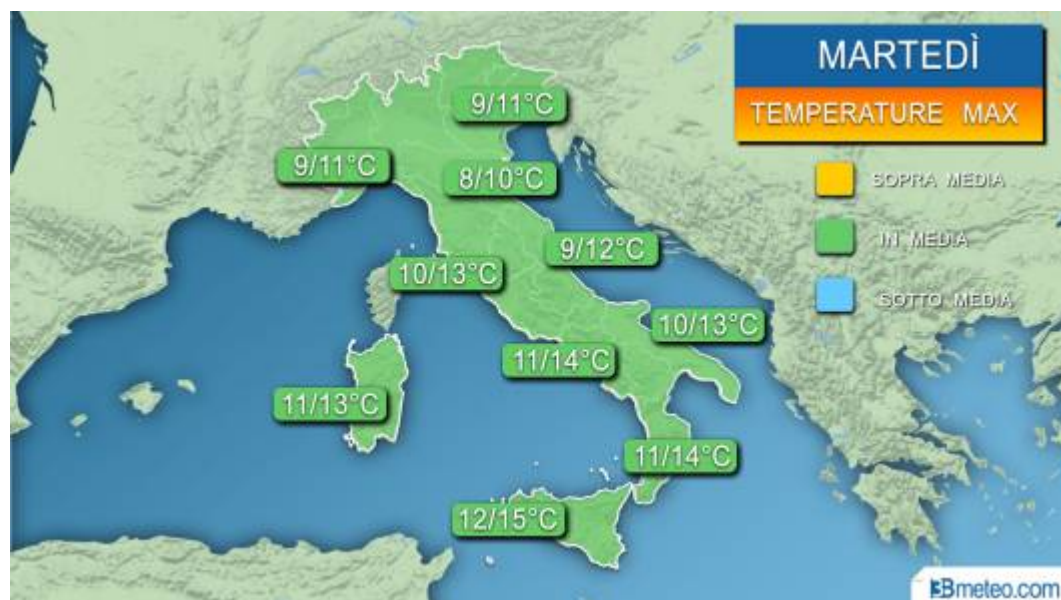 MARTEDÌ
TEMPERATURE MAX
SOPRA MEDIA
IN MEDIA
SOTTO MEDIA
9/11°C
9/11°C
8/10°C
9/12°C
10/13°C
10/13°C
11/14°C
11/13°C
11/14°C
12/15°C
3Bmeteo.com